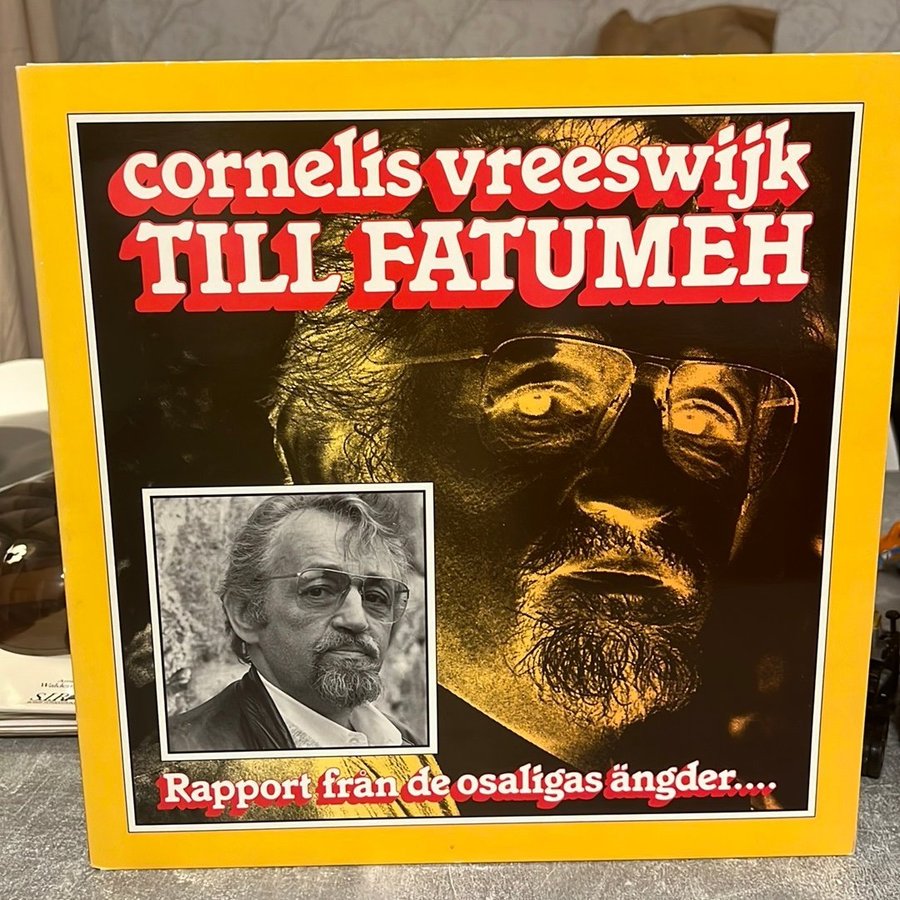 cornelis vreeswijk
TILL FATUMEH
Rapport från de osaligas ängder....